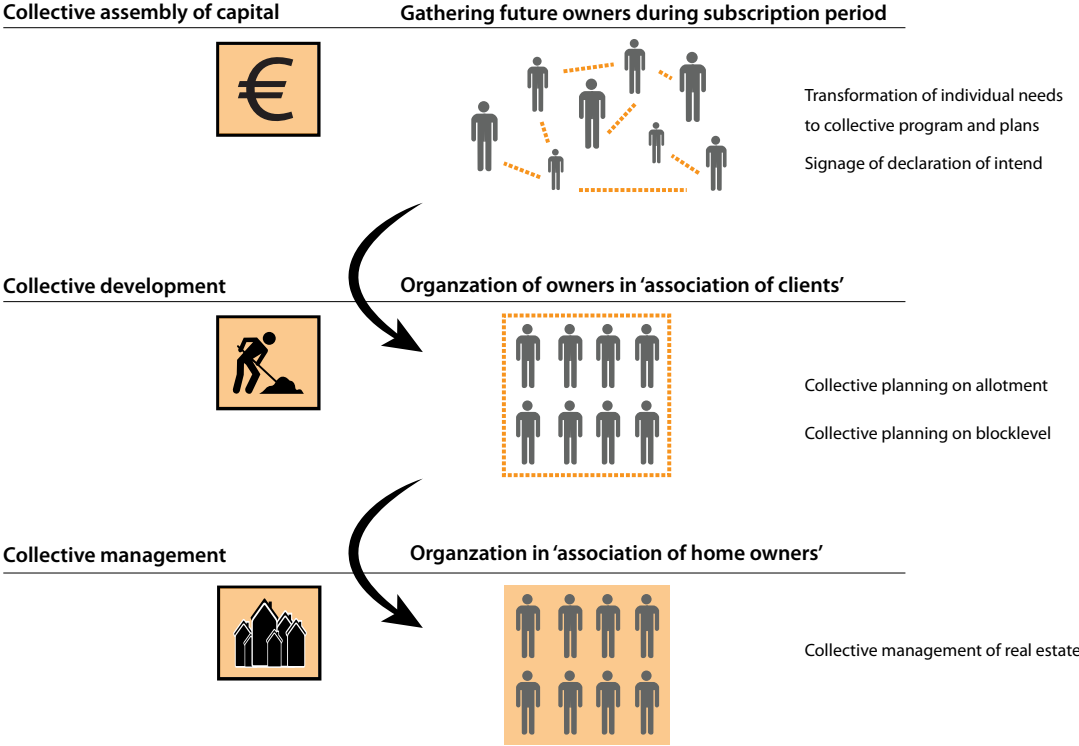 Collective assembly of capital
Gathering future owners during subscription period
€
Transformation of individual needs
to collective program and plans
Signage of declaration of intend
Collective development
Organzation of owners in ‘association of clients’
Collective planning on allotment
Collective planning on blocklevel
Collective management
Organzation in ‘association of home owners’
Collective management of real estate